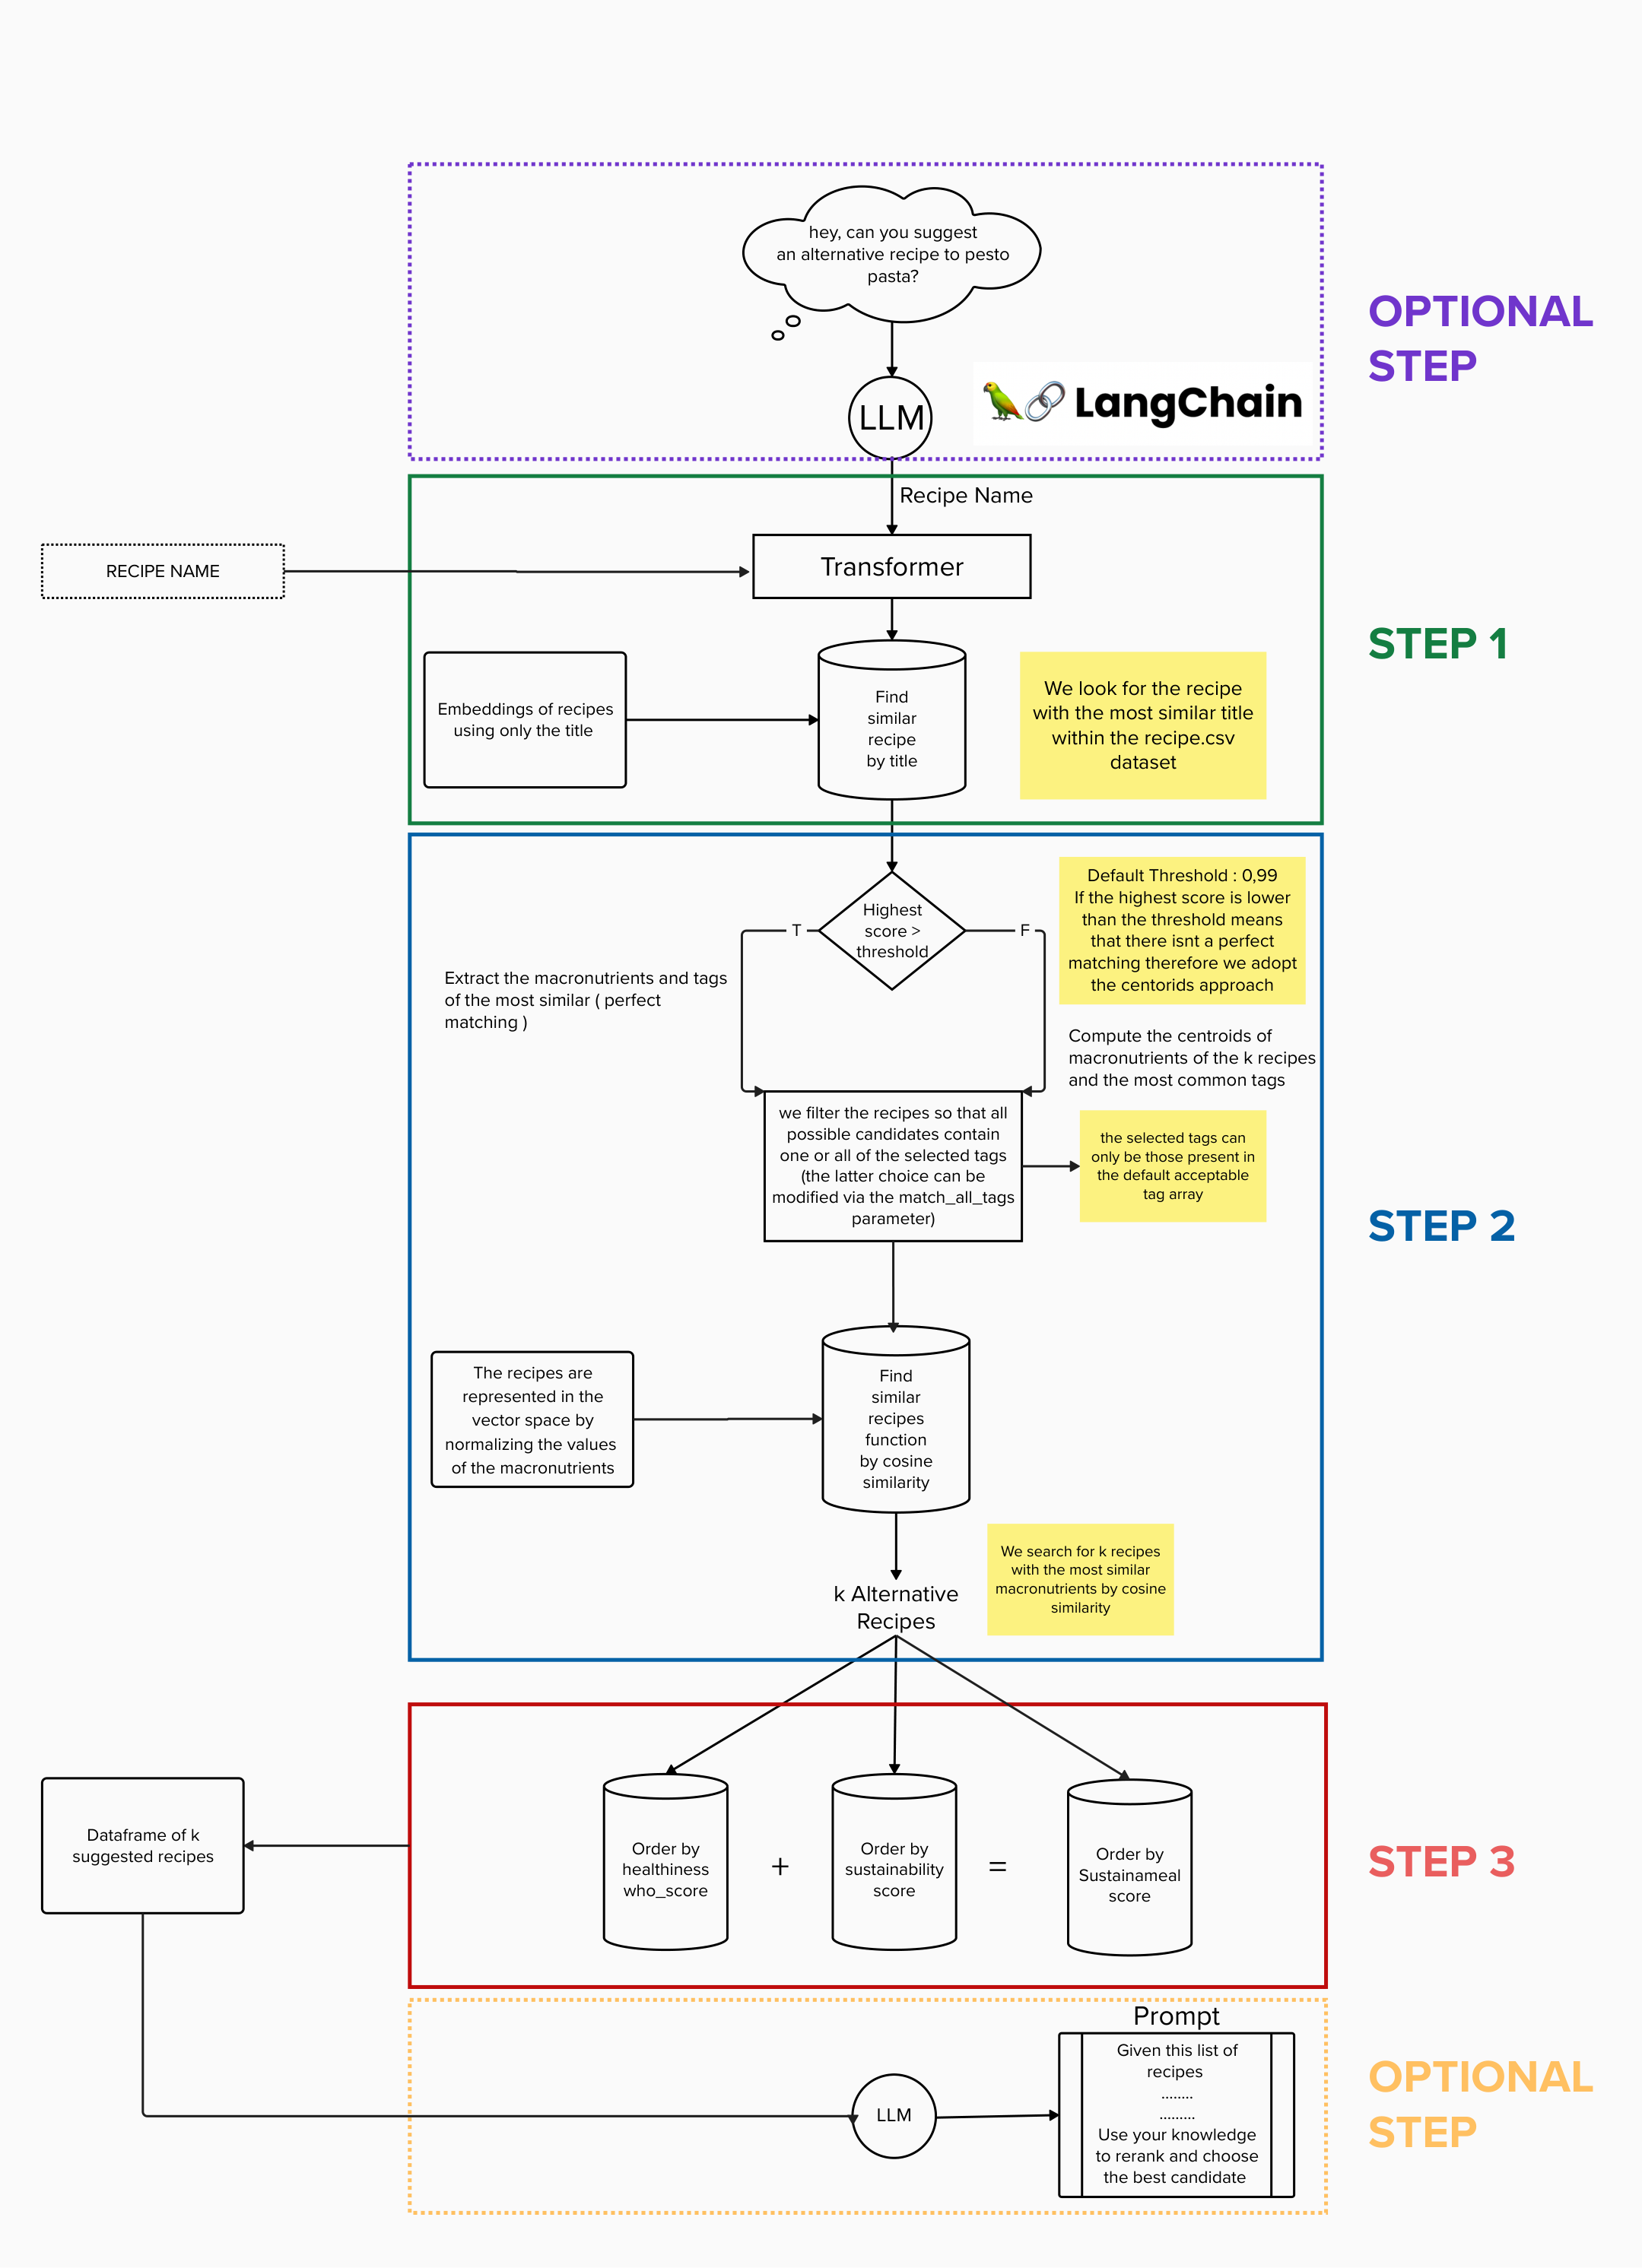 hey, can you suggest
an alternative recipe to pesto
pasta?
OPTIONAL
STEP
LLM
LangChain
Recipe Name
RECIPE NAME
Transformer
STEP 1
Embeddings of recipes
using only the title
Find
similar
recipe
by title
We look for the recipe
with the most similar title
within the recipe.csv
dataset
Highest
score >
threshold
T
F
Default Threshold : 0,99
If the highest score is lower
than the threshold means
that there isnt a perfect
matching therefore we adopt
the centorids approach
Extract the macronutrients and tags
of the most similar ( perfect
matching )
Compute the centroids of
macronutrients of the k recipes
and the most common tags
we filter the recipes so that all
possible candidates contain
one or all of the selected tags
(the latter choice can be
modified via the match_all_tags
parameter)
the selected tags can
only be those present in
the default acceptable
tag array
STEP 2
The recipes are
represented in the
vector space by
normalizing the values
of the macronutrients
Find
similar
recipes
function
by cosine
similarity
We search for k recipes
with the most similar
macronutrients by cosine
similarity
k Alternative
Recipes
Dataframe of k
suggested recipes
Order by
healthiness
who_score
+
Order by
sustainability
score
=
Order by
Sustainameal
score
STEP 3
Prompt
Given this list of
recipes
........
.........
Use your knowledge
to rerank and choose
the best candidate
LLM
OPTIONAL
STEP